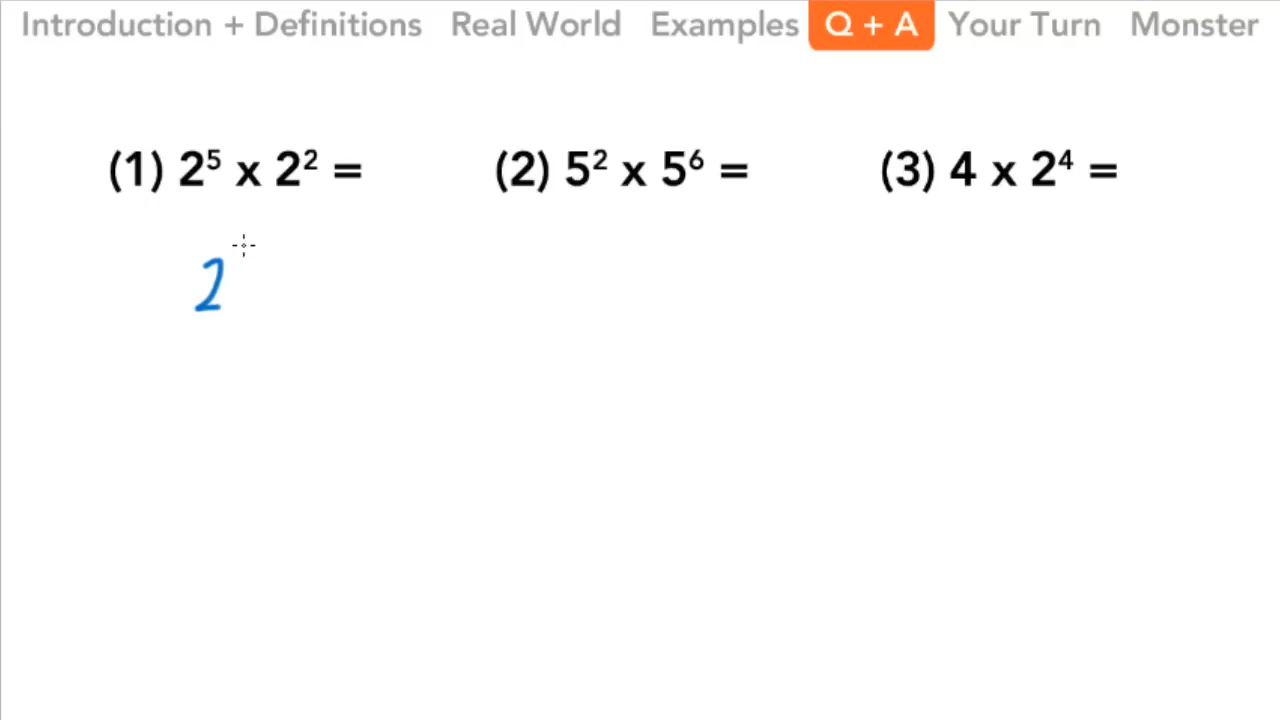 Introduction + Definitions Real World Examples Q + A Your Turn Monster
(1) 2⁵ x 2² = (2) 5² x 5⁶ = (3) 4 x 2⁴ =
2